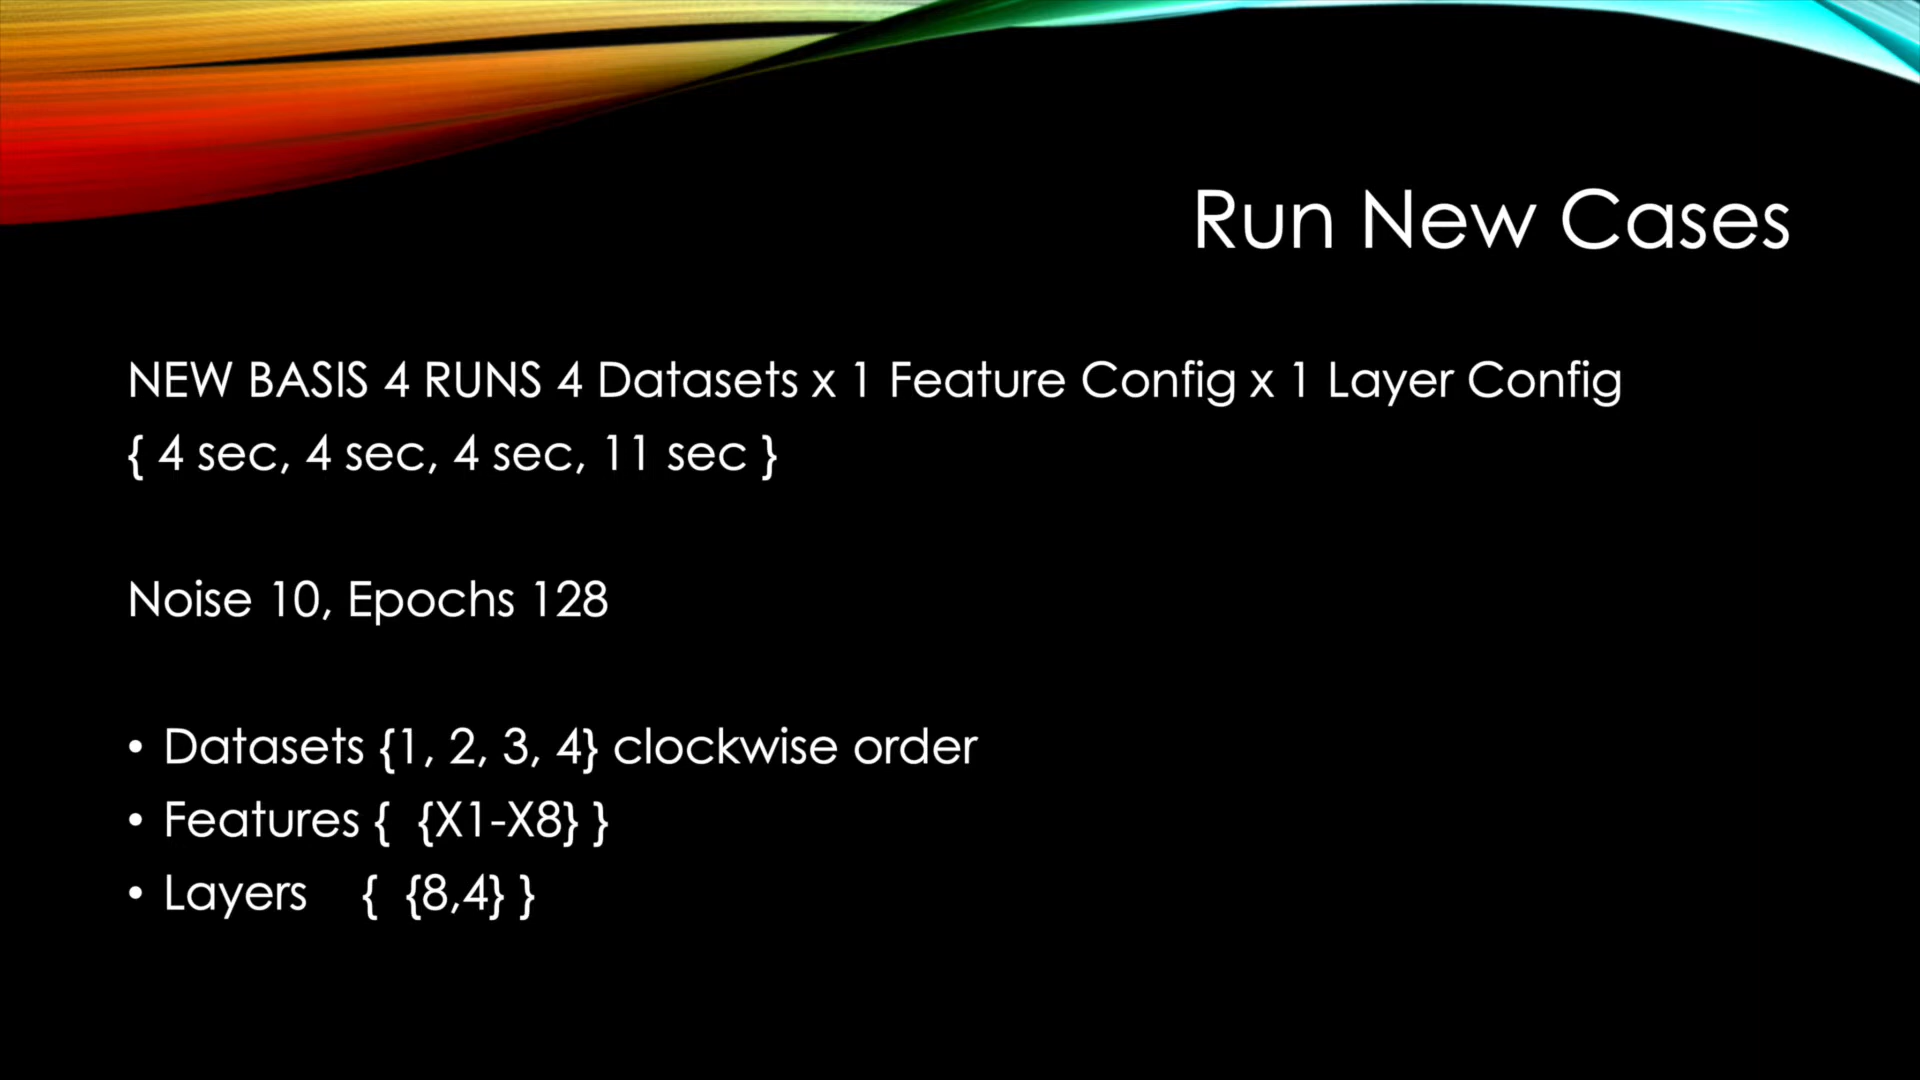 Run New Cases
NEW BASIS 4 RUNS 4 Datasets x 1 Feature Config x 1 Layer Config
{ 4 sec, 4 sec, 4 sec, 11 sec }
Noise 10, Epochs 128
• Datasets {1, 2, 3, 4} clockwise order
• Features { {X1-X8} }
• Layers { {8,4} }